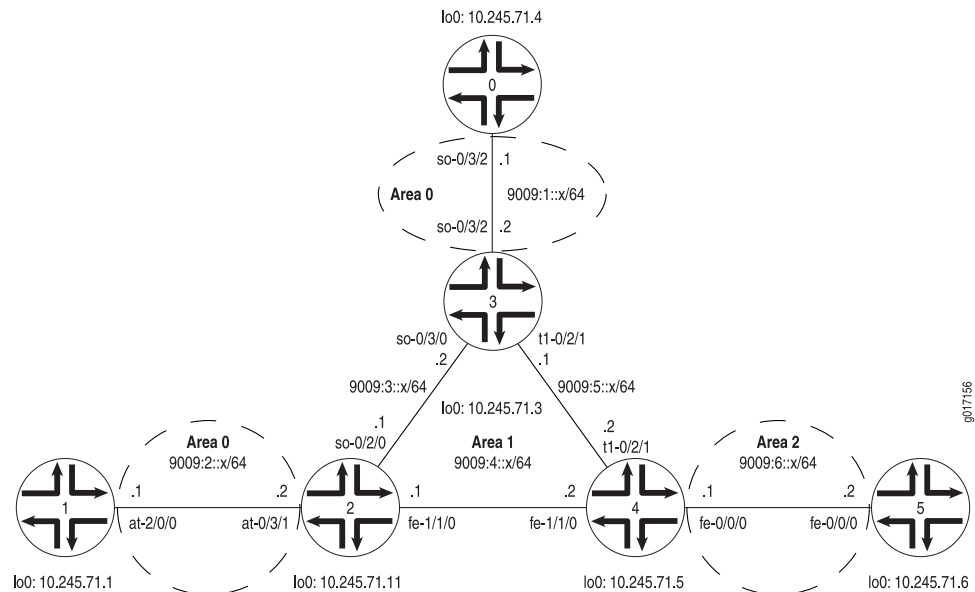 lo0: 10.245.71.4
0
so-0/3/2 .1
Area 0 9009:1::x/64
so-0/3/2 .2
3
so-0/3/0 t1-0/2/1
.2 .1
9009:3::x/64 9009:5::x/64
lo0: 10.245.71.3
.1 .2
so-0/2/0 t1-0/2/1
Area 0 Area 1 Area 2
9009:2::x/64 9009:4::x/64 9009:6::x/64
.1 .2 .1 .2 .1 .2
1 2 4 5
at-2/0/0 at-0/3/1 fe-1/1/0 fe-1/1/0 fe-0/0/0 fe-0/0/0
lo0: 10.245.71.1 lo0: 10.245.71.11 lo0: 10.245.71.5 lo0: 10.245.71.6
g017156